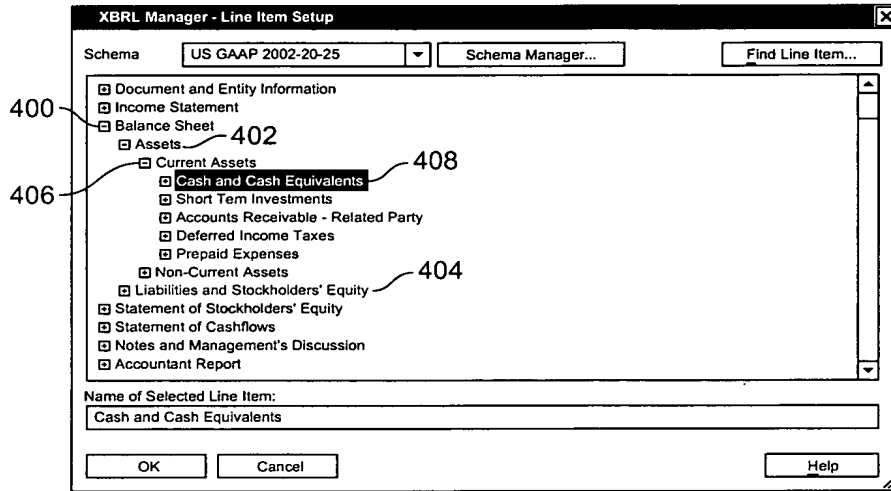 XBRL Manager - Line Item Setup
Schema US GAAP 2002-20-25 Schema Manager... Find Line Item...
Document and Entity Information
400 Income Statement
Balance Sheet
Assets 402
Current Assets 408
406 Cash and Cash Equivalents
Short Tem Investments
Accounts Receivable - Related Party
Deferred Income Taxes
Prepaid Expenses
Non-Current Assets 404
Liabilities and Stockholders' Equity
Statement of Stockholders' Equity
Statement of Cashflows
Notes and Management's Discussion
Accountant Report
Name of Selected Line Item:
Cash and Cash Equivalents
OK Cancel Help